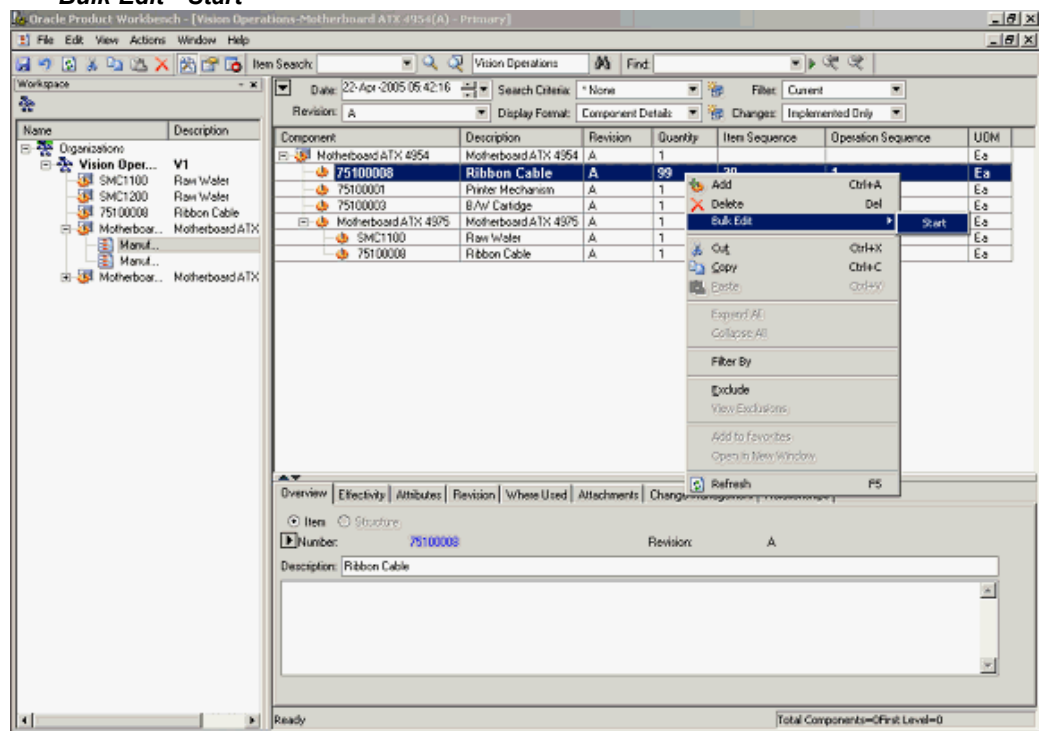 Bulk Edit - Start
Oracle Product Workbench - [Vision Operations-Motherboard ATX 4954(A) - Primary]
File Edit View Actions Window Help
Item Search: Vision Operations Find:
Workspace
Date: 22-Apr-2005 05:42:16 Search Criteria: * None Filter: Current
Revision: A Display Format: Component Details Changes: Implemented Only
Name Description
Organizations
Vision Oper... V1
SMC1100 Raw Wafer
SMC1200 Raw Wafer
75100008 Ribbon Cable
Motherboar... Motherboard ATX
Manuf...
Manuf...
Motherboar... Motherboard ATX
Component Description Revision Quantity Item Sequence Operation Sequence UOM
Motherboard ATX 4954 Motherboard ATX 4954 A 1 Ea
75100008 Ribbon Cable A 99 Ea
75100001 Printer Mechanism A 1 Ea
75100003 B/W Cartidge A 1 Ea
Motherboard ATX 4975 Motherboard ATX 4975 A 1 Ea
SMC1100 Raw Wafer A 1 Ea
75100008 Ribbon Cable A 1 Ea
Add Ctrl+A
Delete Del
Bulk Edit Start
Cut Ctrl+X
Copy Ctrl+C
Paste Ctrl+V
Expand All
Collapse All
Filter By
Exclude
View Exclusions
Add to favorites
Open in New Window
Refresh F5
Overview Effectivity Attributes Revision Where Used Attachments
Item Structure
Number: 75100008 Revision: A
Description: Ribbon Cable
Ready Total Components=0First Level=0